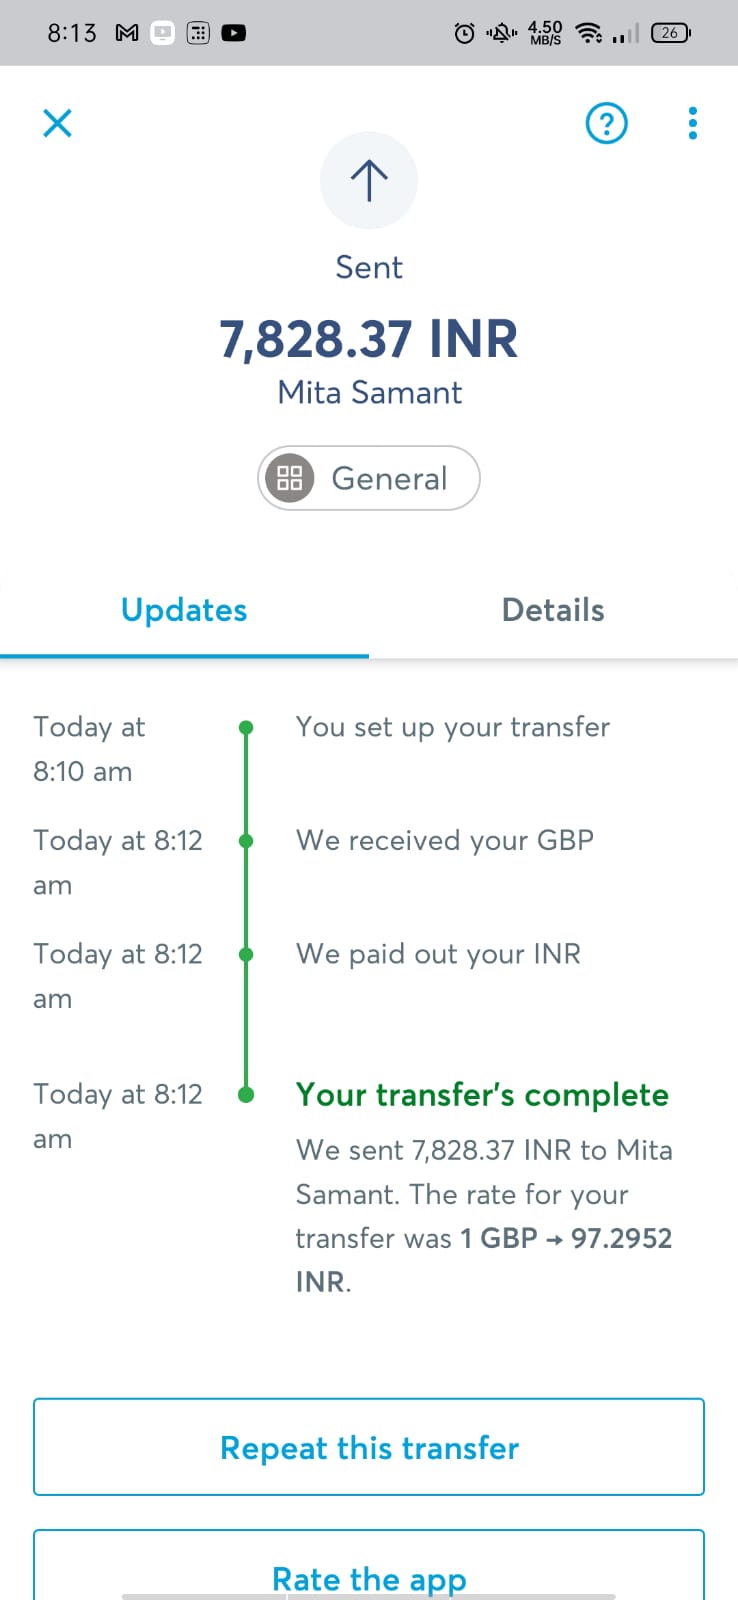 8:13
4.50
MB/S
26
?
Sent
7,828.37 INR
Mita Samant
General
Updates
Details
Today at
8:10 am
You set up your transfer
Today at 8:12
am
We received your GBP
Today at 8:12
am
We paid out your INR
Today at 8:12
am
Your transfer's complete
We sent 7,828.37 INR to Mita
Samant. The rate for your
transfer was 1 GBP → 97.2952
INR.
Repeat this transfer
Rate the app